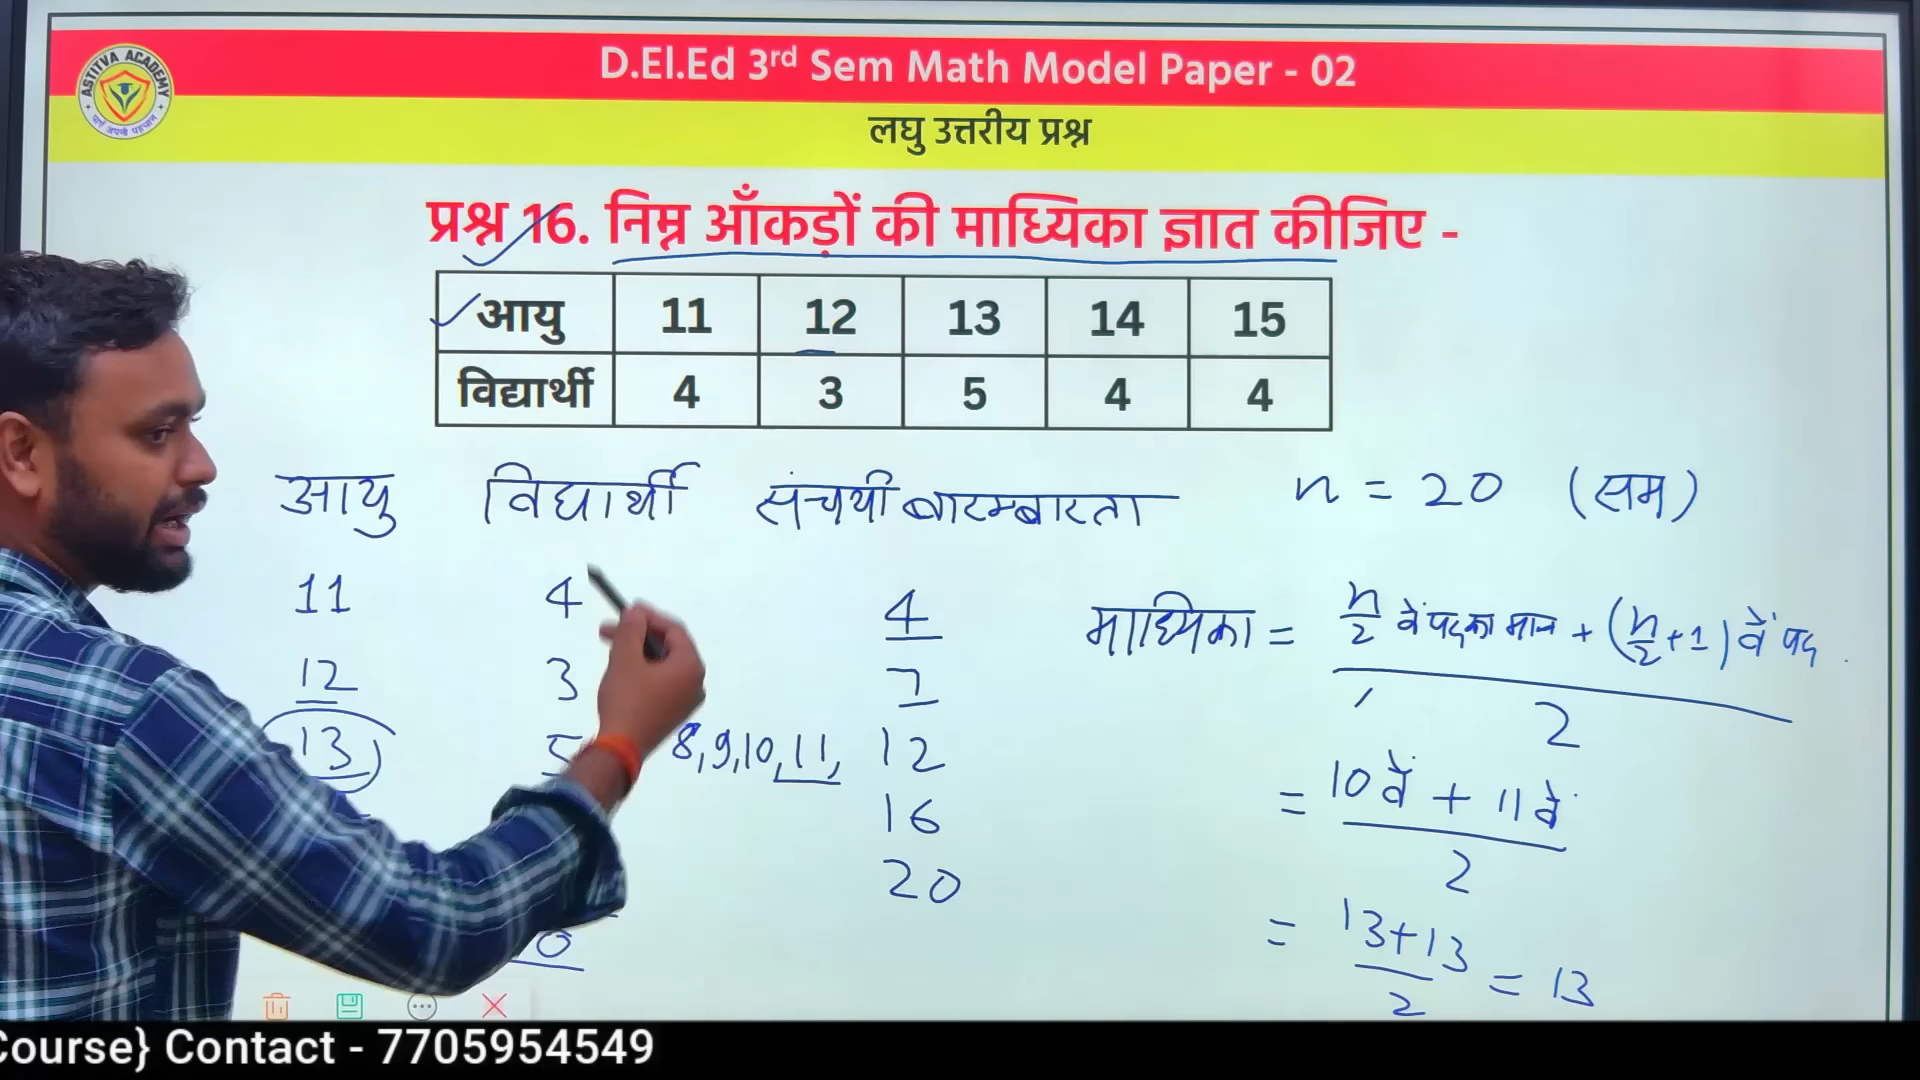 ASTITVA ACADEMY
D.El.Ed 3rd Sem Math Model Paper - 02
लघु उत्तरीय प्रश्न
प्रश्न 16. निम्न आँकड़ों की माध्यिका ज्ञात कीजिए -
आयु 11 12 13 14 15
विद्यार्थी 4 3 5 4 4
आयु विद्यार्थी संचयी बारम्बारता n = 20 (सम)
11 4 4
12 3 7
13 5 8,9,10,11, 12
16
20
माध्यिका = n/2 वें पद का मान + (n/2 +1) वें पद
2
= 10 वें + 11 वें
2
= 13+13 = 13
2
Course} Contact - 7705954549